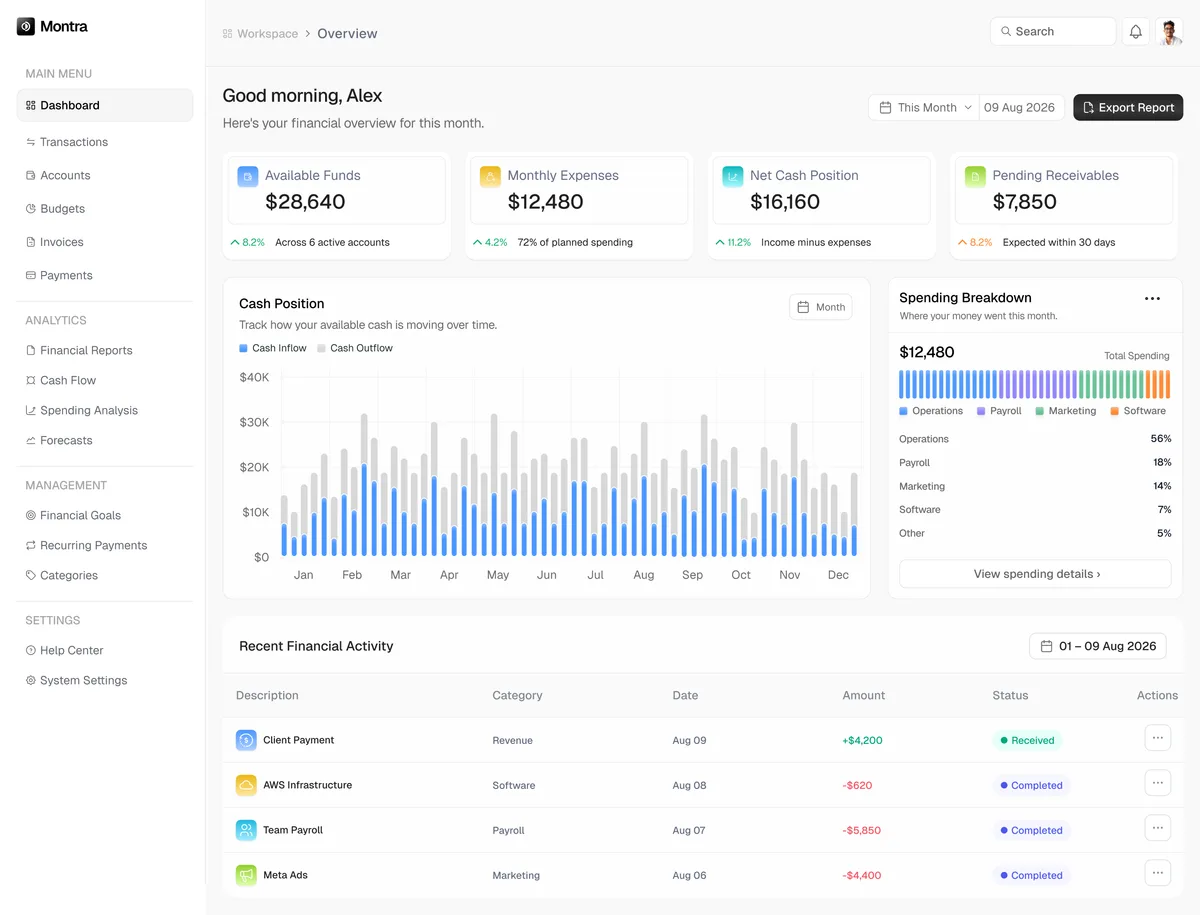 Montra
MAIN MENU
Dashboard
Transactions
Accounts
Budgets
Invoices
Payments
ANALYTICS
Financial Reports
Cash Flow
Spending Analysis
Forecasts
MANAGEMENT
Financial Goals
Recurring Payments
Categories
SETTINGS
Help Center
System Settings
Workspace › Overview
Search
Good morning, Alex
Here's your financial overview for this month.
This Month 09 Aug 2026
Export Report
Available Funds
$28,640
8.2% Across 6 active accounts
Monthly Expenses
$12,480
4.2% 72% of planned spending
Net Cash Position
$16,160
11.2% Income minus expenses
Pending Receivables
$7,850
8.2% Expected within 30 days
Cash Position
Track how your available cash is moving over time.
Month
Cash Inflow Cash Outflow
$40K
$30K
$20K
$10K
$0
Jan Feb Mar Apr May Jun Jul Aug Sep Oct Nov Dec
Spending Breakdown
Where your money went this month.
$12,480 Total Spending
Operations Payroll Marketing Software
Operations 56%
Payroll 18%
Marketing 14%
Software 7%
Other 5%
View spending details ›
Recent Financial Activity
01 – 09 Aug 2026
Description Category Date Amount Status Actions
Client Payment Revenue Aug 09 +$4,200 Received
AWS Infrastructure Software Aug 08 -$620 Completed
Team Payroll Payroll Aug 07 -$5,850 Completed
Meta Ads Marketing Aug 06 -$4,400 Completed